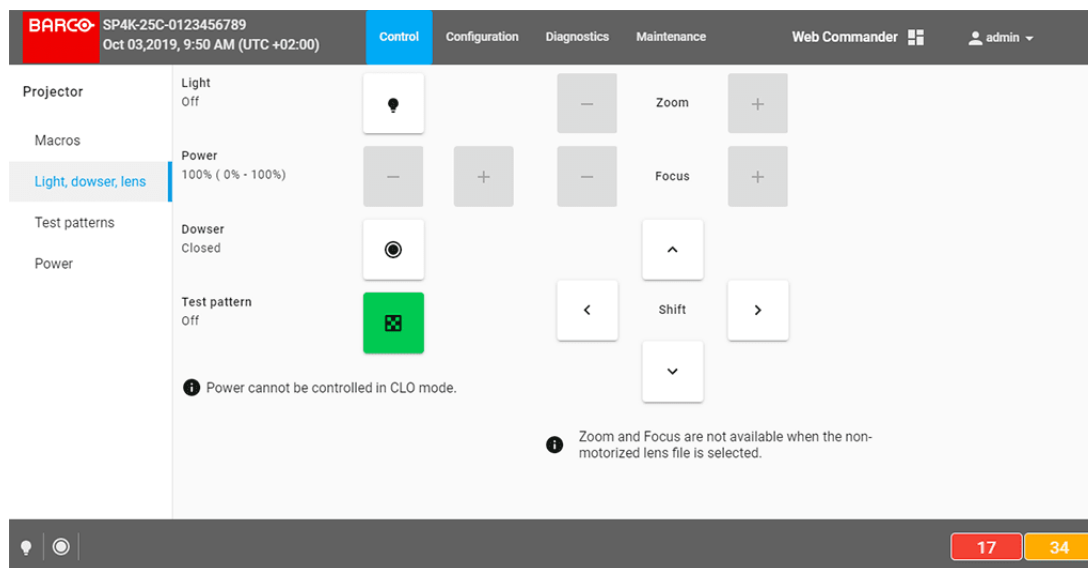 BARCO
SP4K-25C-0123456789
Oct 03,2019, 9:50 AM (UTC +02:00)
Control
Configuration
Diagnostics
Maintenance
Web Commander
admin
Projector
Macros
Light, dowser, lens
Test patterns
Power
Light
Off
Power
100% ( 0% - 100%)
Dowser
Closed
Test pattern
Off
Power cannot be controlled in CLO mode.
− Zoom +
− +
− Focus +
Shift
Zoom and Focus are not available when the non-
motorized lens file is selected.
17
34